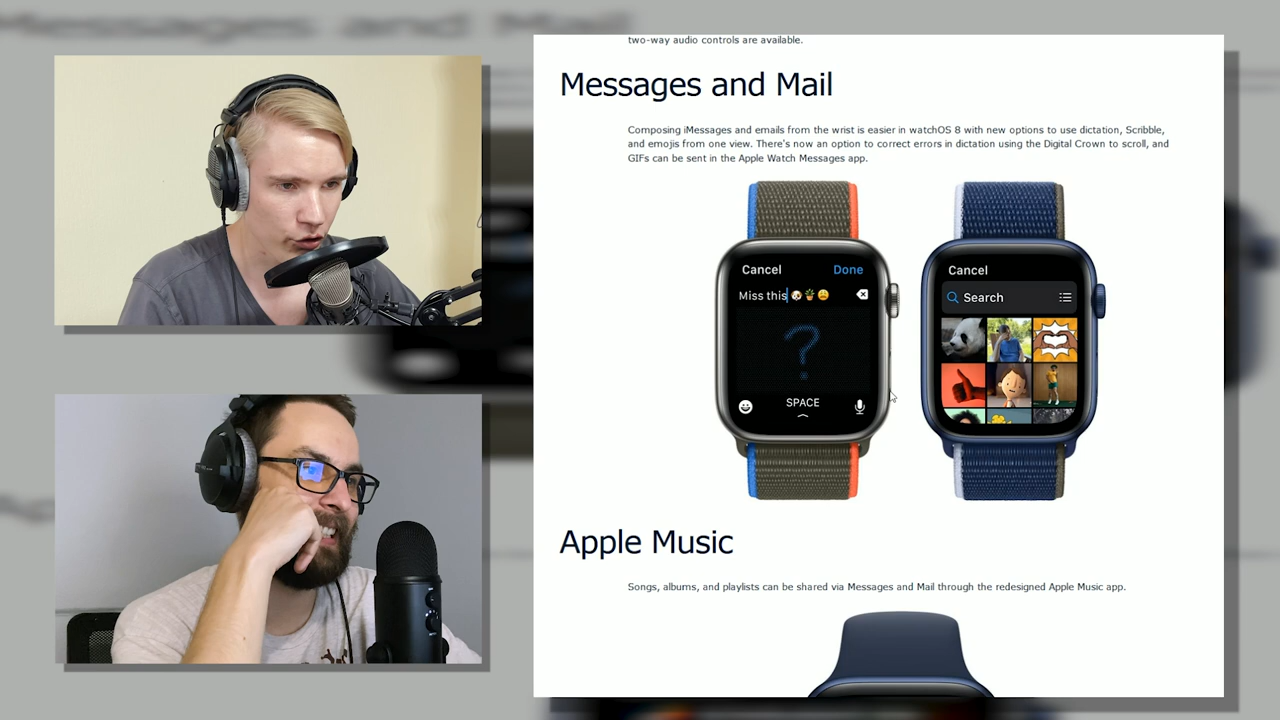 two-way audio controls are available.
Messages and Mail
Composing iMessages and emails from the wrist is easier in watchOS 8 with new options to use dictation, Scribble,
and emojis from one view. There's now an option to correct errors in dictation using the Digital Crown to scroll, and
GIFs can be sent in the Apple Watch Messages app.
Cancel Done
Miss this 🐶🪴😩
?
SPACE
Cancel
Search
Apple Music
Songs, albums, and playlists can be shared via Messages and Mail through the redesigned Apple Music app.